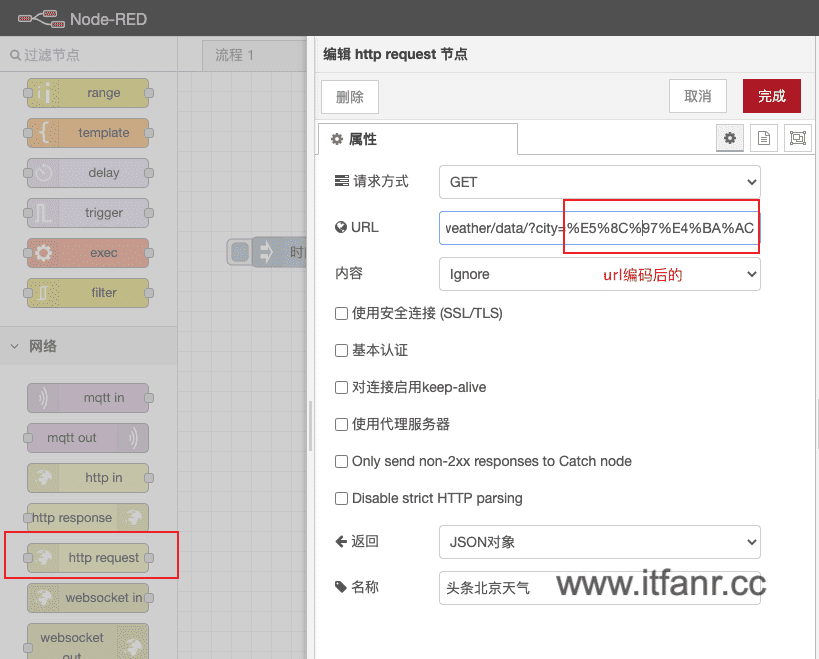 Node-RED
过滤节点
流程 1
range
template
delay
trigger
exec
filter
网络
mqtt in
mqtt out
http in
http response
http request
websocket in
websocket
out
时
编辑 http request 节点
删除
取消
完成
属性
请求方式
GET
URL
weather/data/?city=%E5%8C%97%E4%BA%AC
内容
Ignore
url编码后的
使用安全连接 (SSL/TLS)
基本认证
对连接启用keep-alive
使用代理服务器
Only send non-2xx responses to Catch node
Disable strict HTTP parsing
返回
JSON对象
名称
头条北京天气
www.itfanr.cc